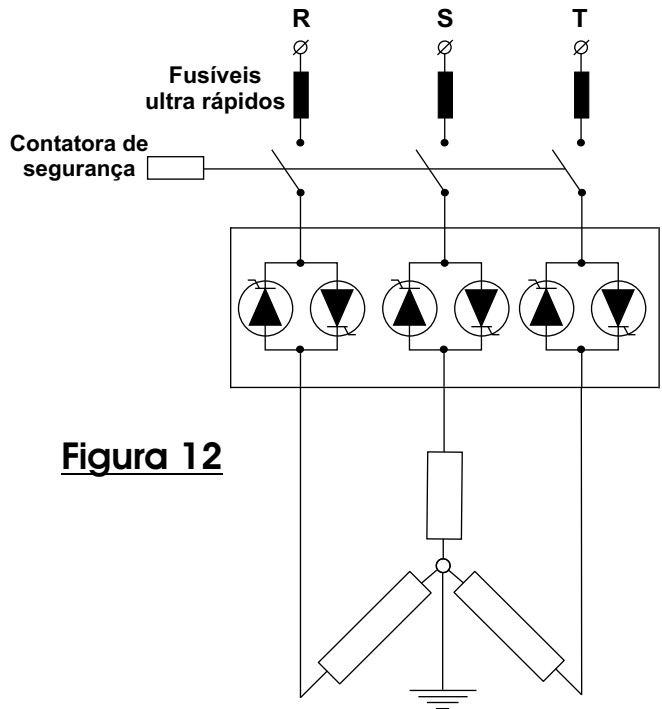 R S T
Fusíveis
ultra rápidos
Contatora de
segurança
Figura 12